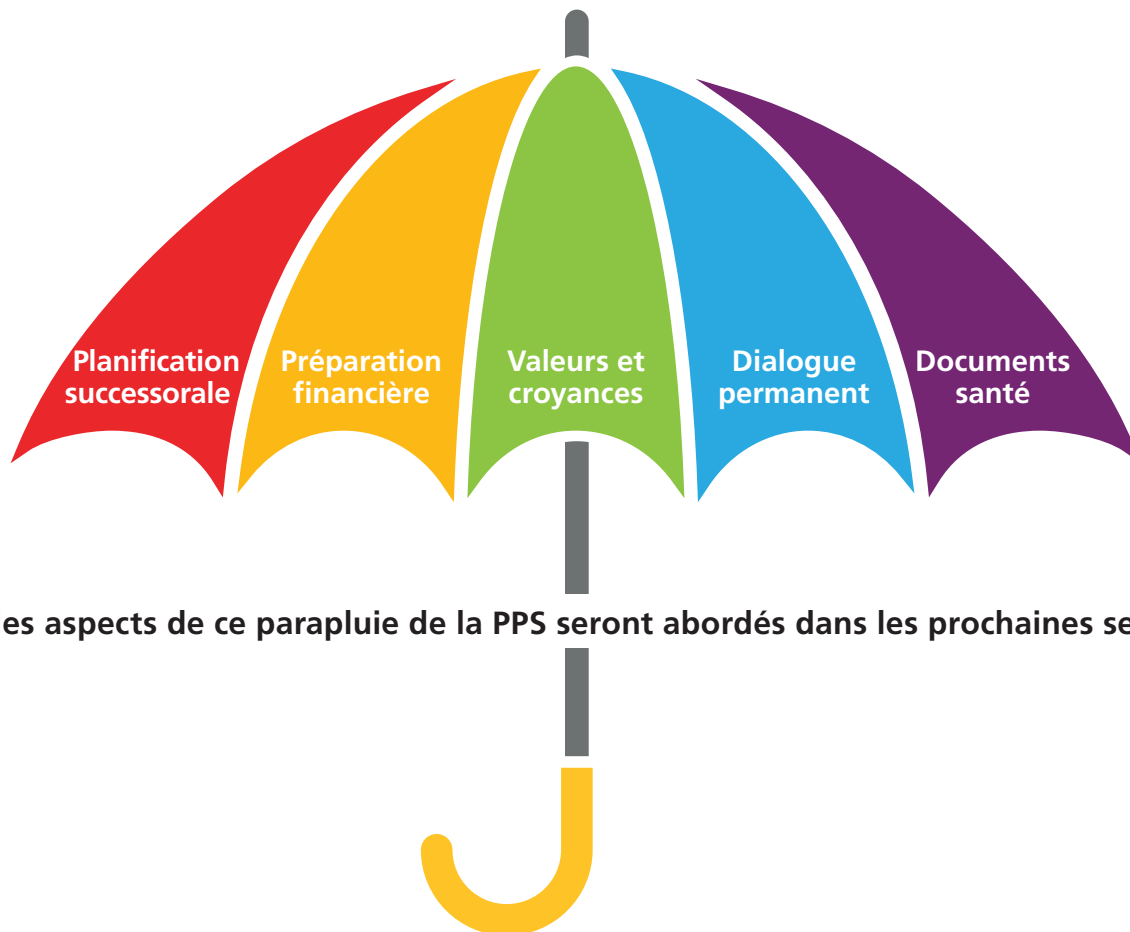 Planification
successorale
Préparation
financière
Valeurs et
croyances
Dialogue
permanent
Documents
santé
es aspects de ce parapluie de la PPS seront abordés dans les prochaines se